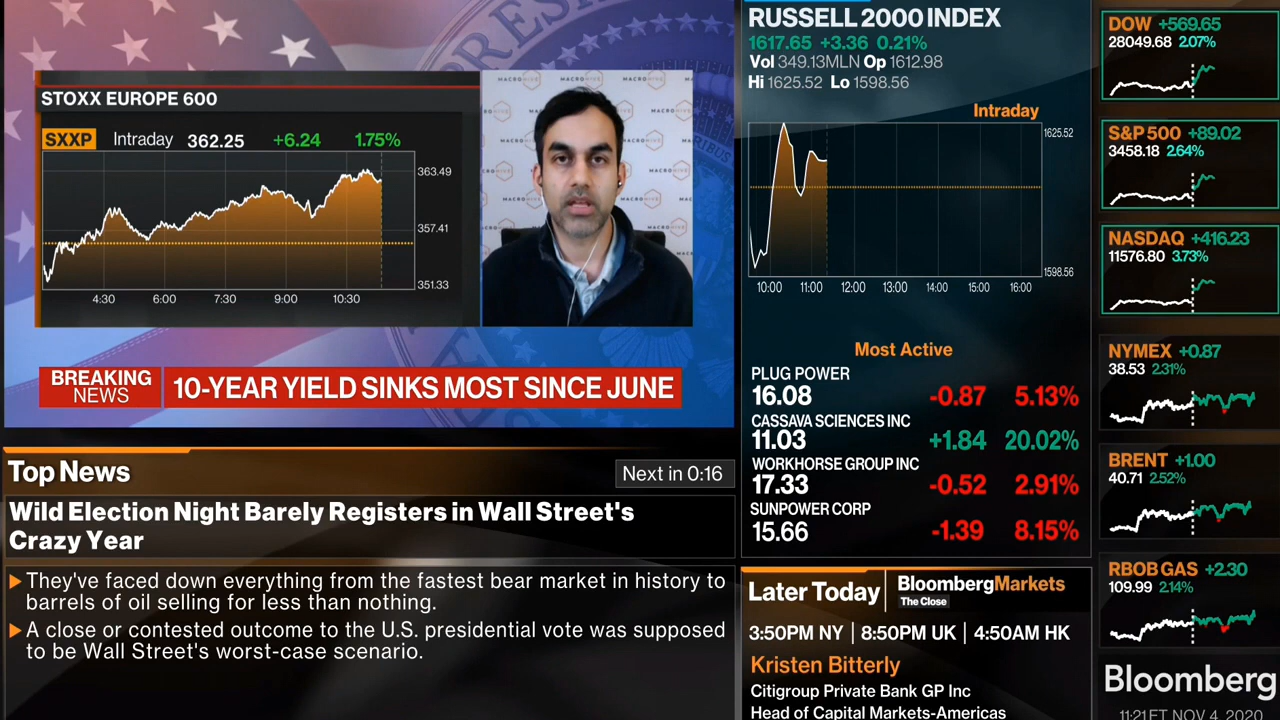 STOXX EUROPE 600
SXXP Intraday 362.25 +6.24 1.75%
363.49
357.41
351.33
4:30 6:00 7:30 9:00 10:30
MACROHIVE
BREAKING NEWS
10-YEAR YIELD SINKS MOST SINCE JUNE
Top News
Next in 0:16
Wild Election Night Barely Registers in Wall Street's
Crazy Year
They've faced down everything from the fastest bear market in history to
barrels of oil selling for less than nothing.
A close or contested outcome to the U.S. presidential vote was supposed
to be Wall Street's worst-case scenario.
RUSSELL 2000 INDEX
1617.65 +3.36 0.21%
Vol 349.13MLN Op 1612.98
Hi 1625.52 Lo 1598.56
Intraday
1625.52
1598.56
10:00 11:00 12:00 13:00 14:00 15:00 16:00
Most Active
PLUG POWER
16.08 -0.87 5.13%
CASSAVA SCIENCES INC
11.03 +1.84 20.02%
WORKHORSE GROUP INC
17.33 -0.52 2.91%
SUNPOWER CORP
15.66 -1.39 8.15%
Later Today
BloombergMarkets
The Close
3:50PM NY | 8:50PM UK | 4:50AM HK
Kristen Bitterly
Citigroup Private Bank GP Inc
Head of Capital Markets-Americas
DOW +569.65
28049.68 2.07%
S&P 500 +89.02
3458.18 2.64%
NASDAQ +416.23
11576.80 3.73%
NYMEX +0.87
38.53 2.31%
BRENT +1.00
40.71 2.52%
RBOB GAS +2.30
109.99 2.14%
Bloomberg
11:21 ET NOV 4, 2020